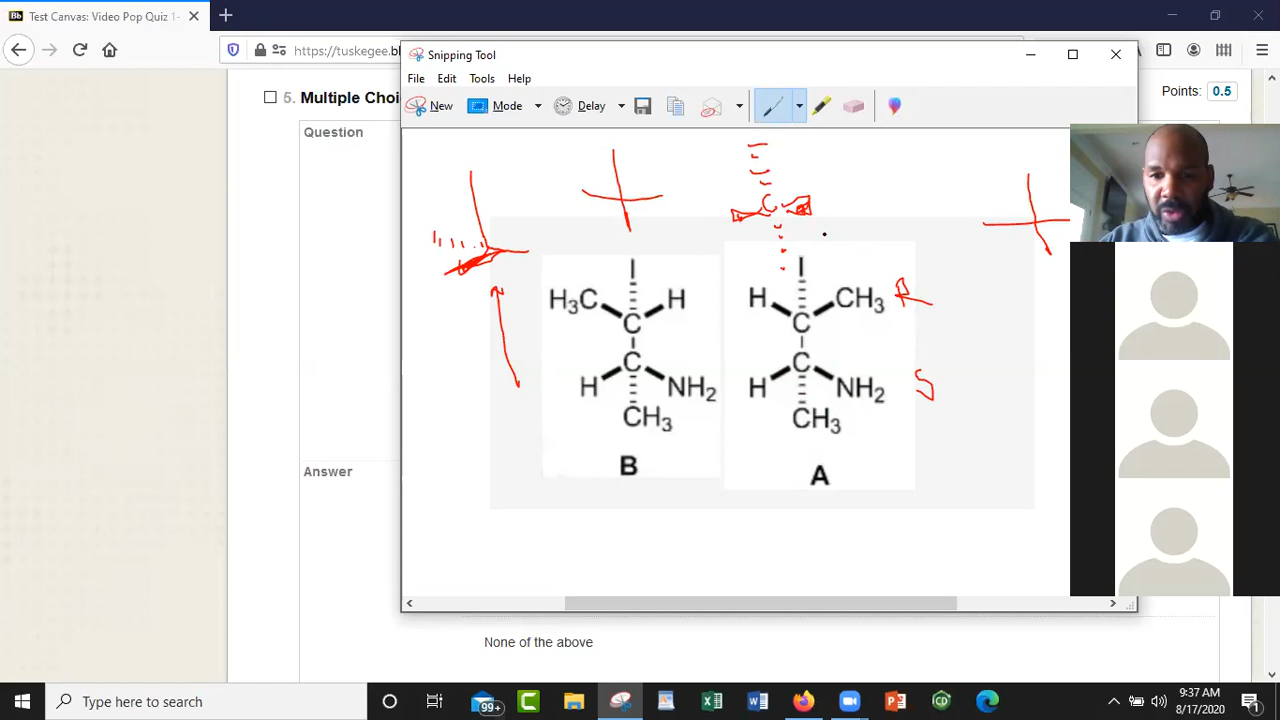 Test Canvas: Video Pop Quiz 1-
https://tuskegee.bl
Snipping Tool
File Edit Tools Help
New Mode Delay
5. Multiple Choi
Points: 0.5
Question
C
I
H3C H
C
C
H NH2
CH3
B
I
H CH3 R
C
C
H NH2 S
CH3
A
Answer
None of the above
Type here to search
99+
9:37 AM
8/17/2020